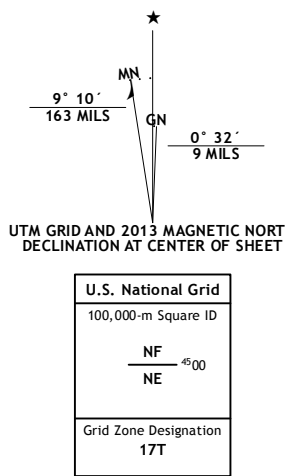 ★
MN
GN
9° 10´
163 MILS
0° 32´
9 MILS
UTM GRID AND 2013 MAGNETIC NORT
DECLINATION AT CENTER OF SHEET
U.S. National Grid
100,000-m Square ID
NF
4500
NE
Grid Zone Designation
17T